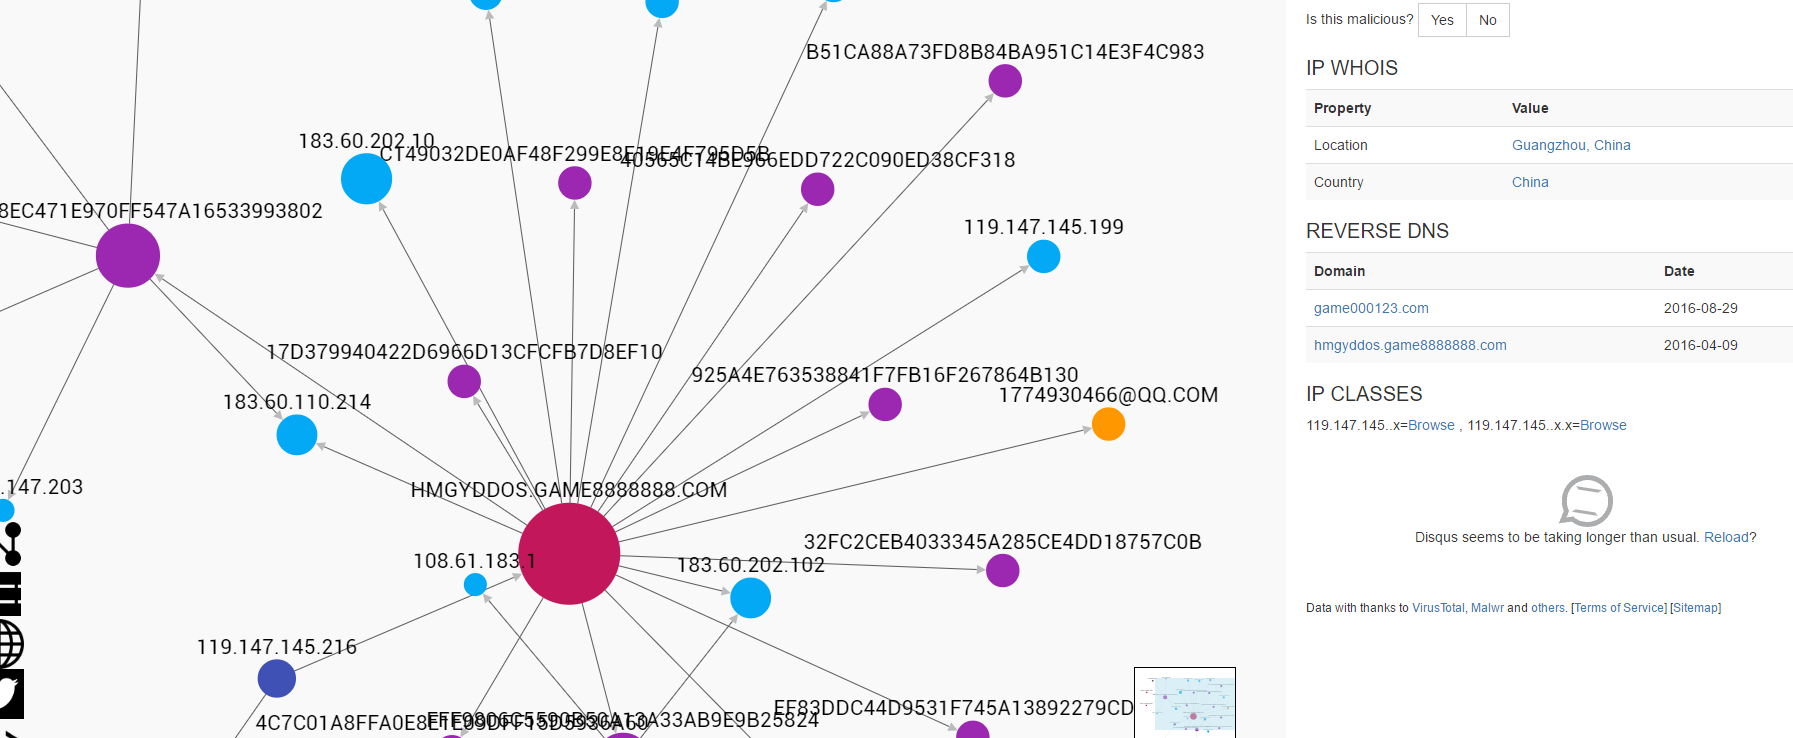 B51CA88A73FD8B84BA951C14E3F4C983
183.60.202.10
40565C14BE966EDD722C090ED38CF318
8EC471E970FF547A16533993802
119.147.145.199
17D379940422D6966D13CFCFB7D8EF10
925A4E763538841F7FB16F267864B130
1774930466@QQ.COM
183.60.110.214
.147.203
HMGYDDOS.GAME8888888.COM
108.61.183.1
183.60.202.102
32FC2CEB4033345A285CE4DD18757C0B
119.147.145.216
EF83DDC44D9531F745A13892279CD
Is this malicious? Yes No
IP WHOIS
Property Value
Location Guangzhou, China
Country China
REVERSE DNS
Domain Date
game000123.com 2016-08-29
hmgyddos.game8888888.com 2016-04-09
IP CLASSES
119.147.145..x=Browse , 119.147.145..x.x=Browse
Disqus seems to be taking longer than usual. Reload?
Data with thanks to VirusTotal, Malwr and others. [Terms of Service] [Sitemap]